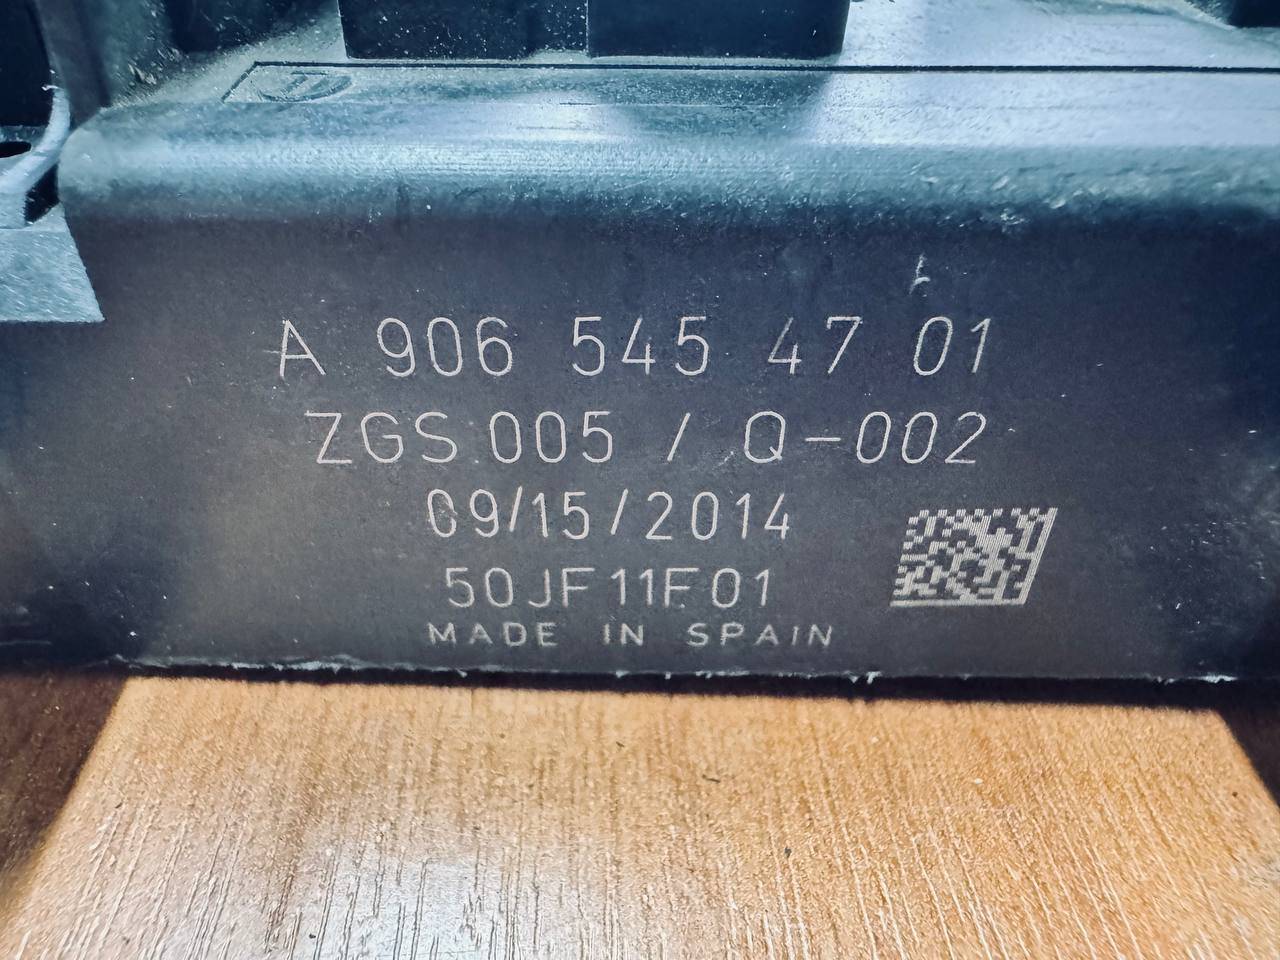 A 906 545 47 01
ZGS 005 / Q-002
09/15/2014
50JF11F01
MADE IN SPAIN